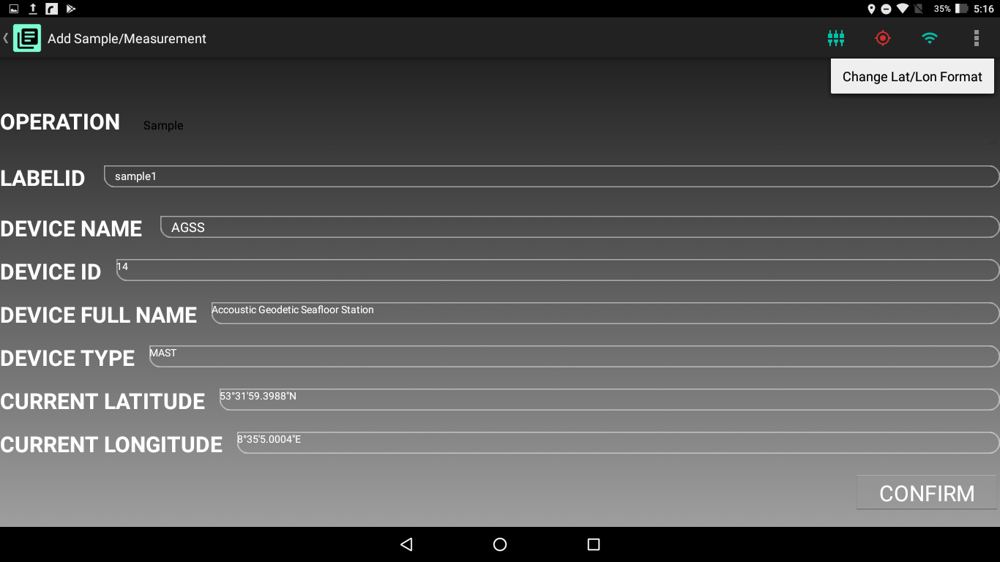 35% 5:16
Add Sample/Measurement
Change Lat/Lon Format
OPERATION Sample
LABELID sample1
DEVICE NAME AGSS
DEVICE ID 14
DEVICE FULL NAME Accoustic Geodetic Seafloor Station
DEVICE TYPE MAST
CURRENT LATITUDE 53°31'59.3988"N
CURRENT LONGITUDE 8°35'5.0004"E
CONFIRM